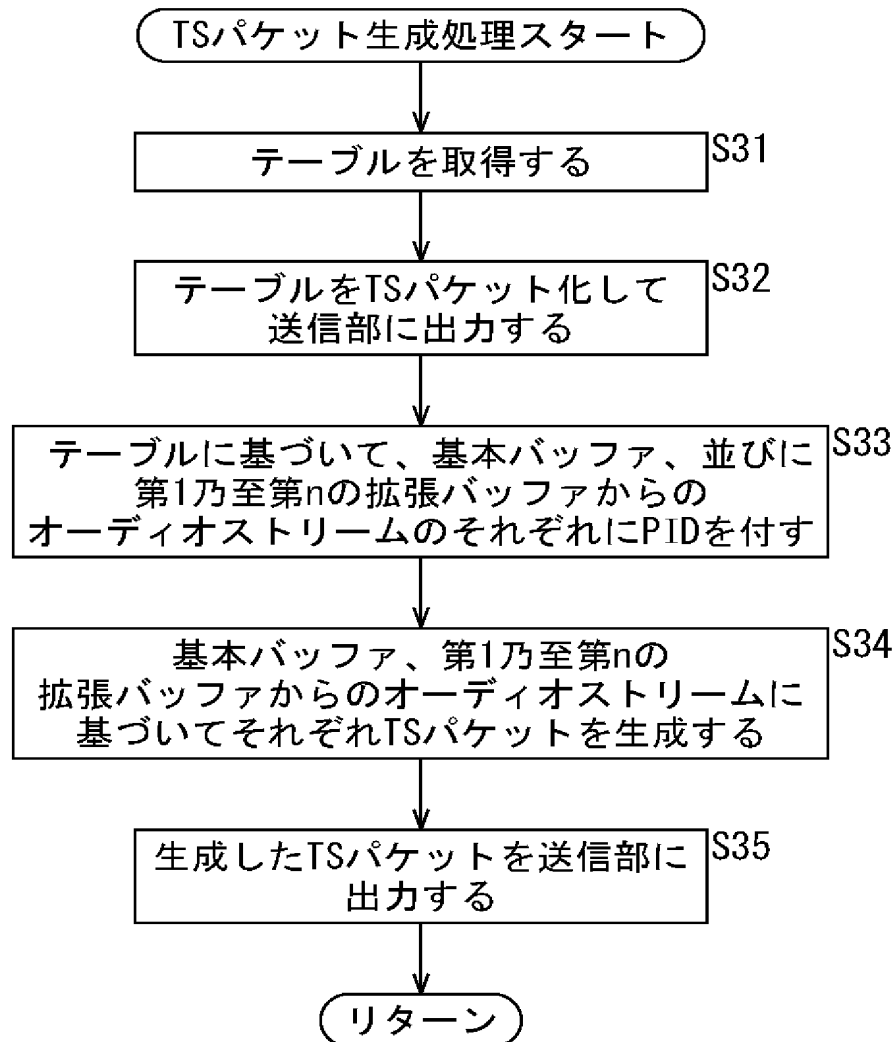 TSパケット生成処理スタート
テーブルを取得する
S31
テーブルをTSパケット化して
送信部に出力する
S32
テーブルに基づいて、基本バッファ、並びに
第1乃至第nの拡張バッファからの
オーディオストリームのそれぞれにPIDを付す
S33
基本バッファ、第1乃至第nの
拡張バッファからのオーディオストリームに
基づいてそれぞれTSパケットを生成する
S34
生成したTSパケットを送信部に
出力する
S35
リターン